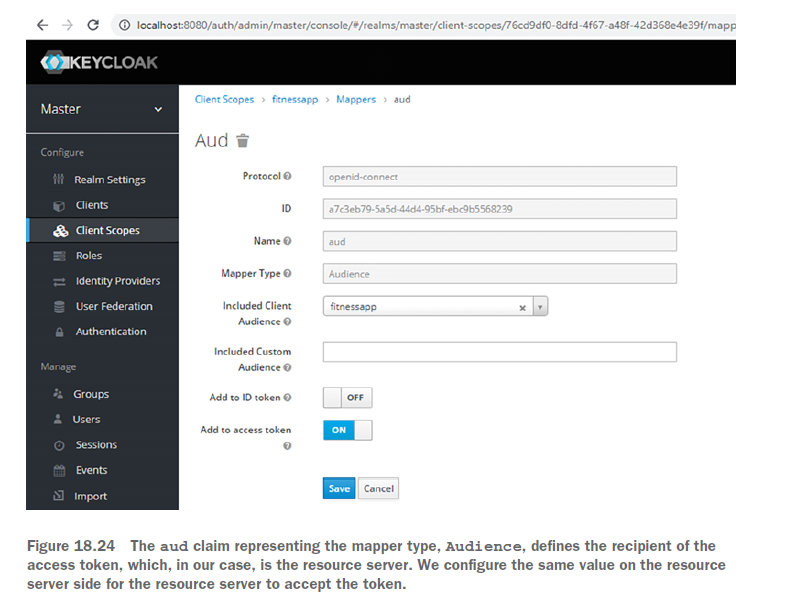 localhost:8080/auth/admin/master/console/#/realms/master/client-scopes/76cd9df0-8dfd-4f67-a48f-42d368e4e39f/mapp
KEYCLOAK
Master
Configure
Realm Settings
Clients
Client Scopes
Roles
Identity Providers
User Federation
Authentication
Manage
Groups
Users
Sessions
Events
Import
Client Scopes > fitnessapp > Mappers > aud
Aud
Protocol
openid-connect
ID
a7c3eb79-5a5d-44d4-95bf-ebc9b5568239
Name
aud
Mapper Type
Audience
Included Client
Audience
fitnessapp
Included Custom
Audience
Add to ID token
OFF
Add to access token
ON
Save Cancel
Figure 18.24 The aud claim representing the mapper type, Audience, defines the recipient of the
access token, which, in our case, is the resource server. We configure the same value on the resource
server side for the resource server to accept the token.